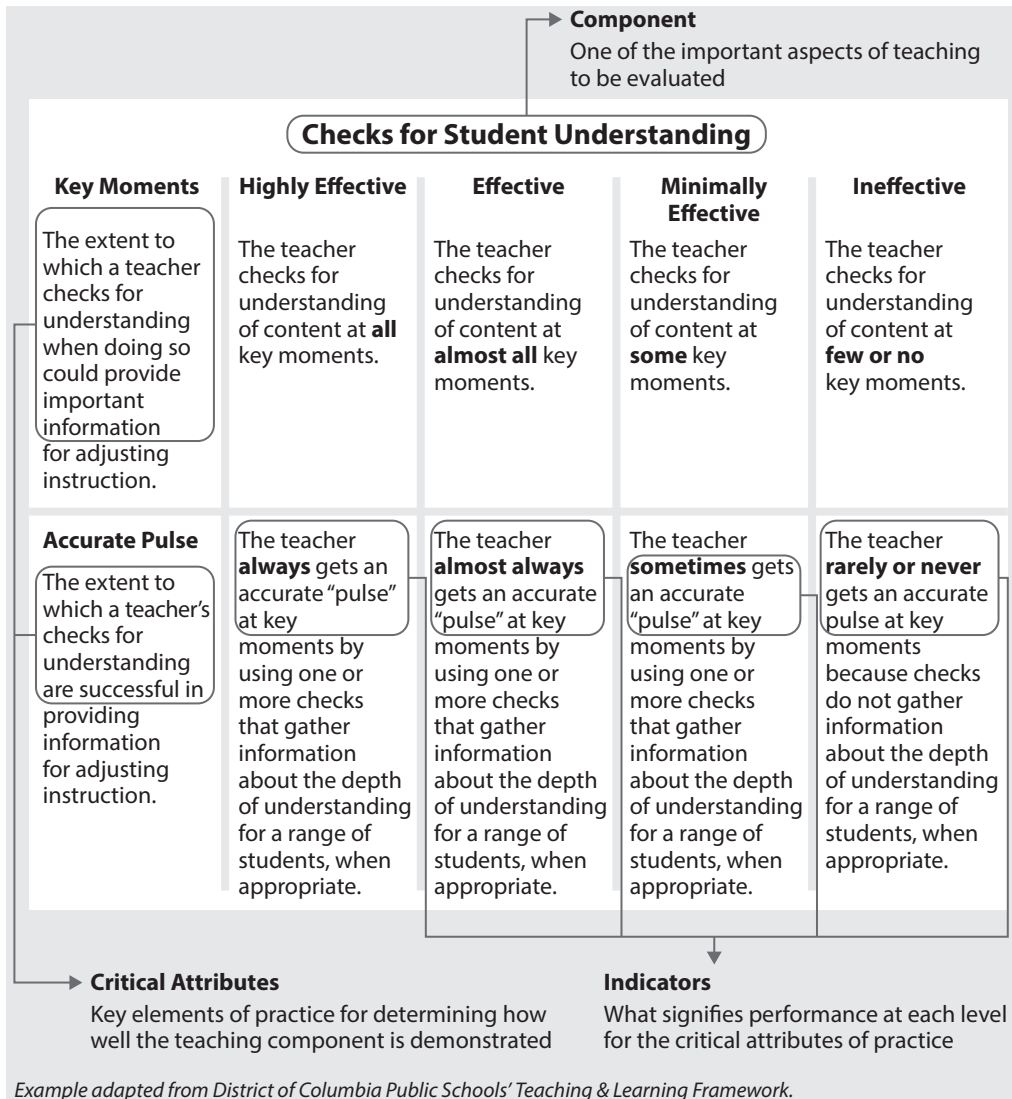 Component
One of the important aspects of teaching
to be evaluated
Checks for Student Understanding
Key Moments
The extent to
which a teacher
checks for
understanding
when doing so
could provide
important
information
for adjusting
instruction.
Highly Effective
The teacher
checks for
understanding
of content at all
key moments.
Effective
The teacher
checks for
understanding
of content at
almost all key
moments.
Minimally
Effective
The teacher
checks for
understanding
of content at
some key
moments.
Ineffective
The teacher
checks for
understanding
of content at
few or no
key moments.
Accurate Pulse
The extent to
which a teacher’s
checks for
understanding
are successful in
providing
information
for adjusting
instruction.
The teacher
always gets an
accurate “pulse”
at key
moments by
using one or
more checks
that gather
information
about the depth
of understanding
for a range of
students, when
appropriate.
The teacher
almost always
gets an accurate
“pulse” at key
moments by
using one or
more checks
that gather
information
about the depth
of understanding
for a range of
students, when
appropriate.
The teacher
sometimes gets
an accurate
“pulse” at key
moments by
using one or
more checks
that gather
information
about the depth
of understanding
for a range of
students, when
appropriate.
The teacher
rarely or never
gets an accurate
pulse at key
moments
because checks
do not gather
information
about the depth
of understanding
for a range of
students, when
appropriate.
Critical Attributes
Key elements of practice for determining how
well the teaching component is demonstrated
Indicators
What signifies performance at each level
for the critical attributes of practice
Example adapted from District of Columbia Public Schools’ Teaching & Learning Framework.